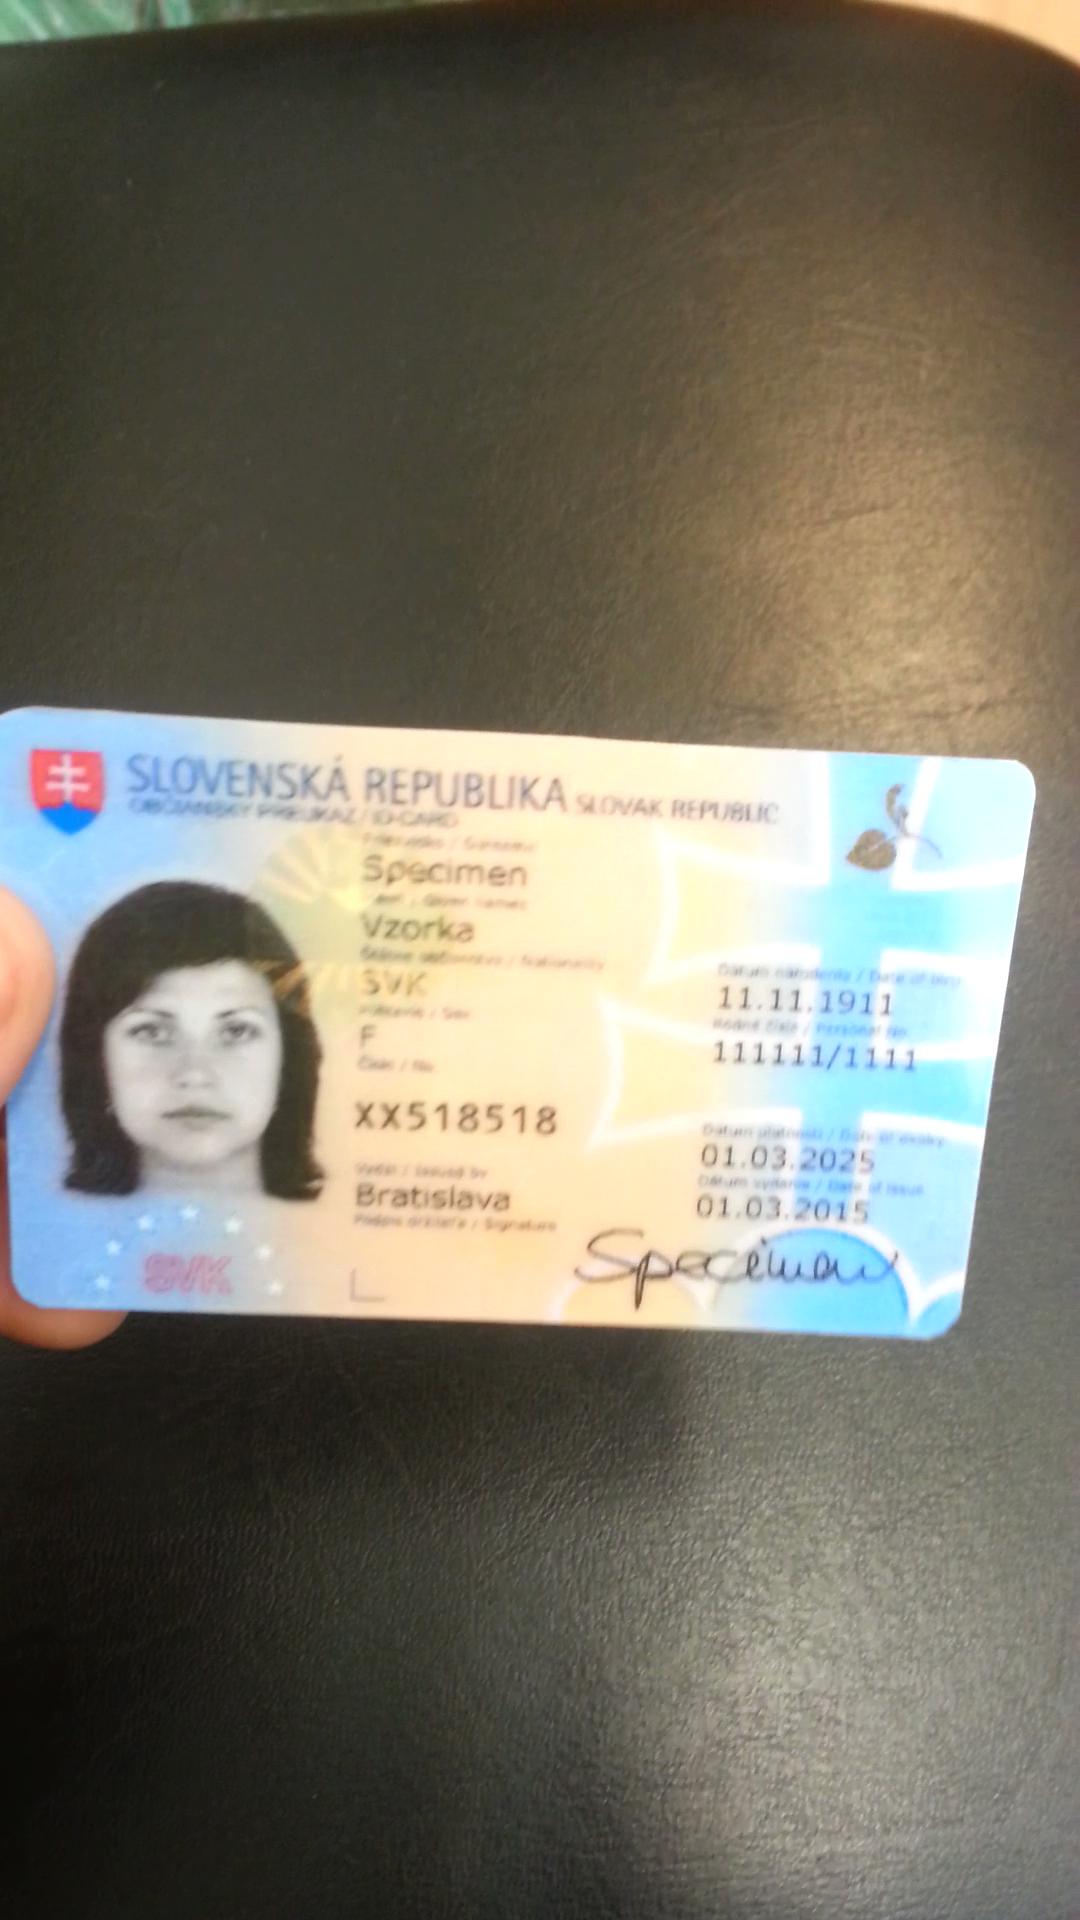 SLOVENSKÁ REPUBLIKA SLOVAK REPUBLIC
OBČIANSKY PREUKAZ / ID-CARD
Priezvisko / Surname
Specimen
Meno / Given names
Vzorka
Štátne občianstvo / Nationality
SVK
Pohlavie / Sex
F
Číslo / No.
XX518518
Vydal / Issued by
Bratislava
Podpis držiteľa / Signature
Dátum narodenia / Date of birth
11.11.1911
Rodné číslo / Personal No.
111111/1111
Dátum platnosti / Date of expiry
01.03.2025
Dátum vydania / Date of issue
01.03.2015
Specimen
SVK